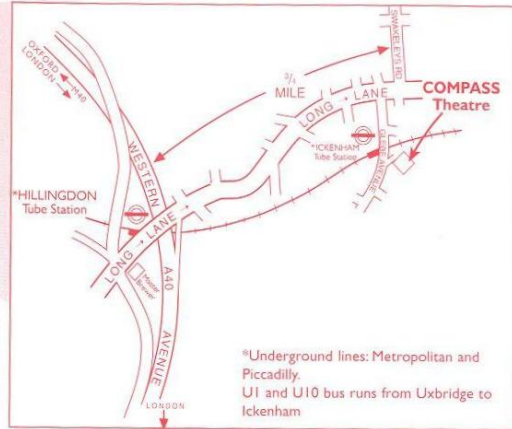 SWAKELEYS RD
OXFORD
LONDON
M40
3/4
MILE
LONG → LANE
COMPASS
Theatre
*ICKENHAM
Tube Station
GLEBE AVENUE
WESTERN
*HILLINGDON
Tube Station
LONG → LANE →
Master
Brewer
A40
AVENUE
LONDON
*Underground lines: Metropolitan and
Piccadilly.
U1 and U10 bus runs from Uxbridge to
Ickenham